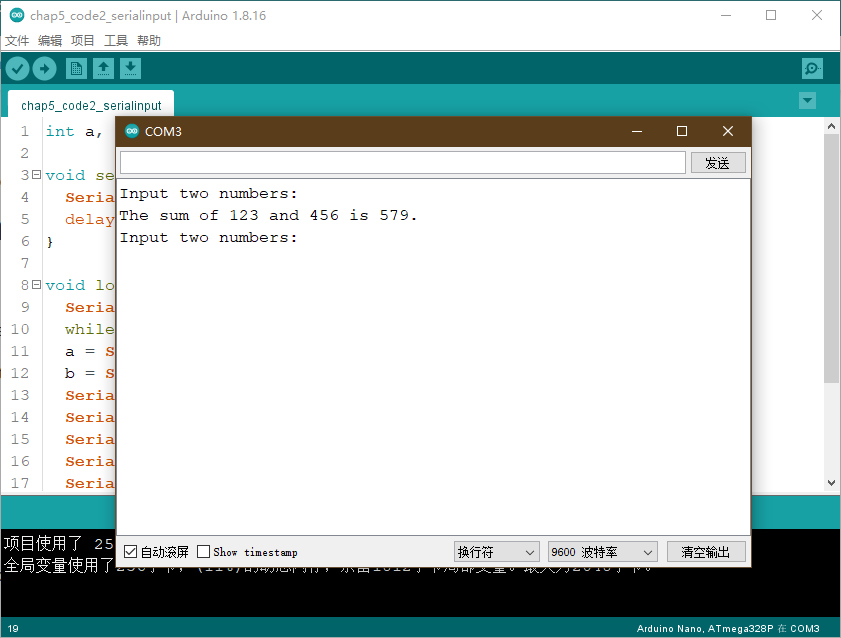 chap5_code2_serialinput | Arduino 1.8.16
文件 编辑 项目 工具 帮助
chap5_code2_serialinput
COM3
发送
Input two numbers:
The sum of 123 and 456 is 579.
Input two numbers:
1 int a,
2
3 void se
4 Seria
5 delay
6 }
7
8 void lo
9 Seria
10 while
11 a = S
12 b = S
13 Seria
14 Seria
15 Seria
16 Seria
17 Seria
自动滚屏 Show timestamp 换行符 9600 波特率 清空输出
项目使用了 25
全局变量使用了
19 Arduino Nano, ATmega328P 在 COM3